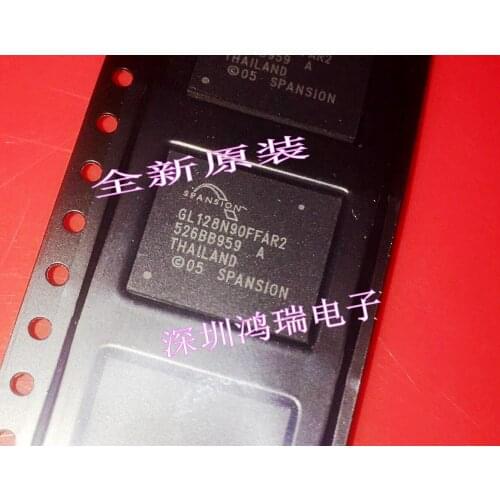 THAILAND
©05 SPANSION
全新原装
SPANSION
GL128N90FFAR2
526BB959 A
THAILAND
©05 SPANSION
深圳鸿瑞电子